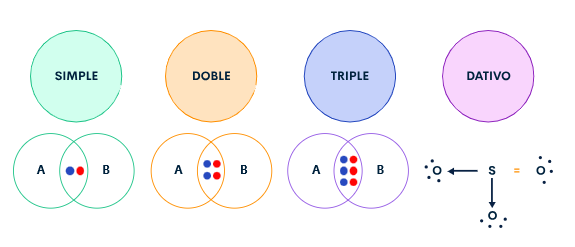 SIMPLE DOBLE TRIPLE DATIVO
A B A B A B O S = O
O